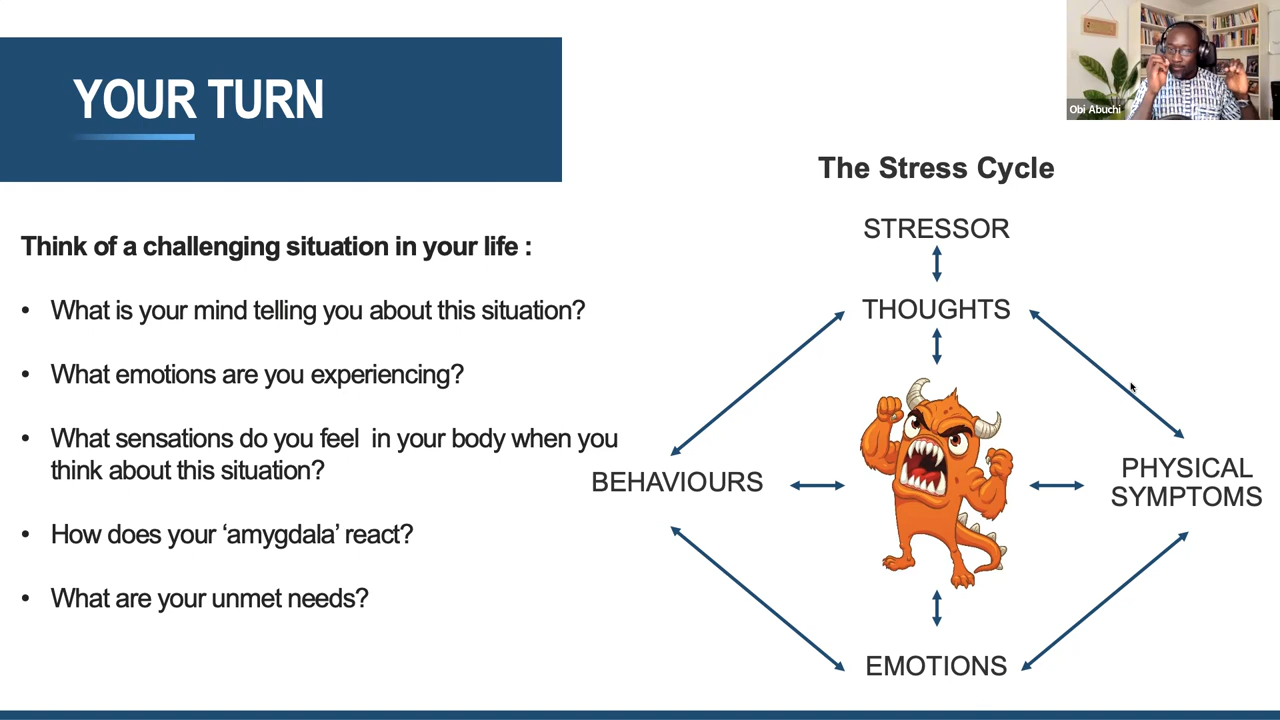 YOUR TURN
Obi Abuchi
The Stress Cycle
Think of a challenging situation in your life :
• What is your mind telling you about this situation?
• What emotions are you experiencing?
• What sensations do you feel  in your body when you
think about this situation?
• How does your ‘amygdala’ react?
• What are your unmet needs?
STRESSOR
THOUGHTS
BEHAVIOURS
PHYSICAL
SYMPTOMS
EMOTIONS